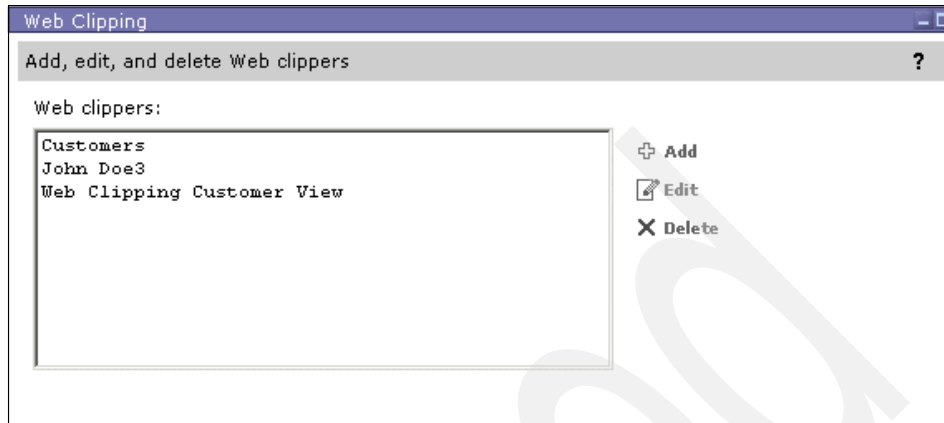 Web Clipping
Add, edit, and delete Web clippers ?
Web clippers:
Customers
John Doe3
Web Clipping Customer View
Add
Edit
Delete